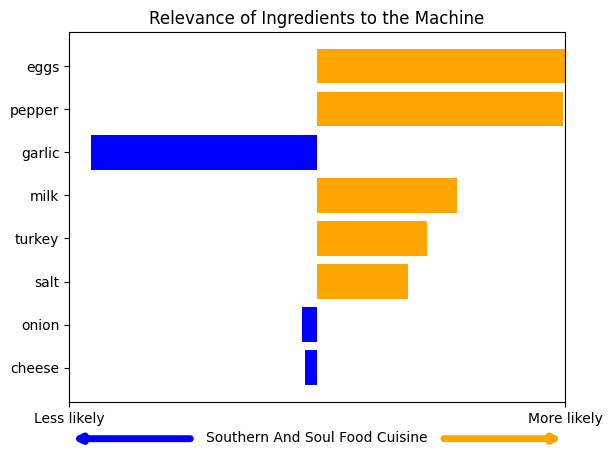 Relevance of Ingredients to the Machine
eggs
pepper
garlic
milk
turkey
salt
onion
cheese
Less likely
More likely
Southern And Soul Food Cuisine